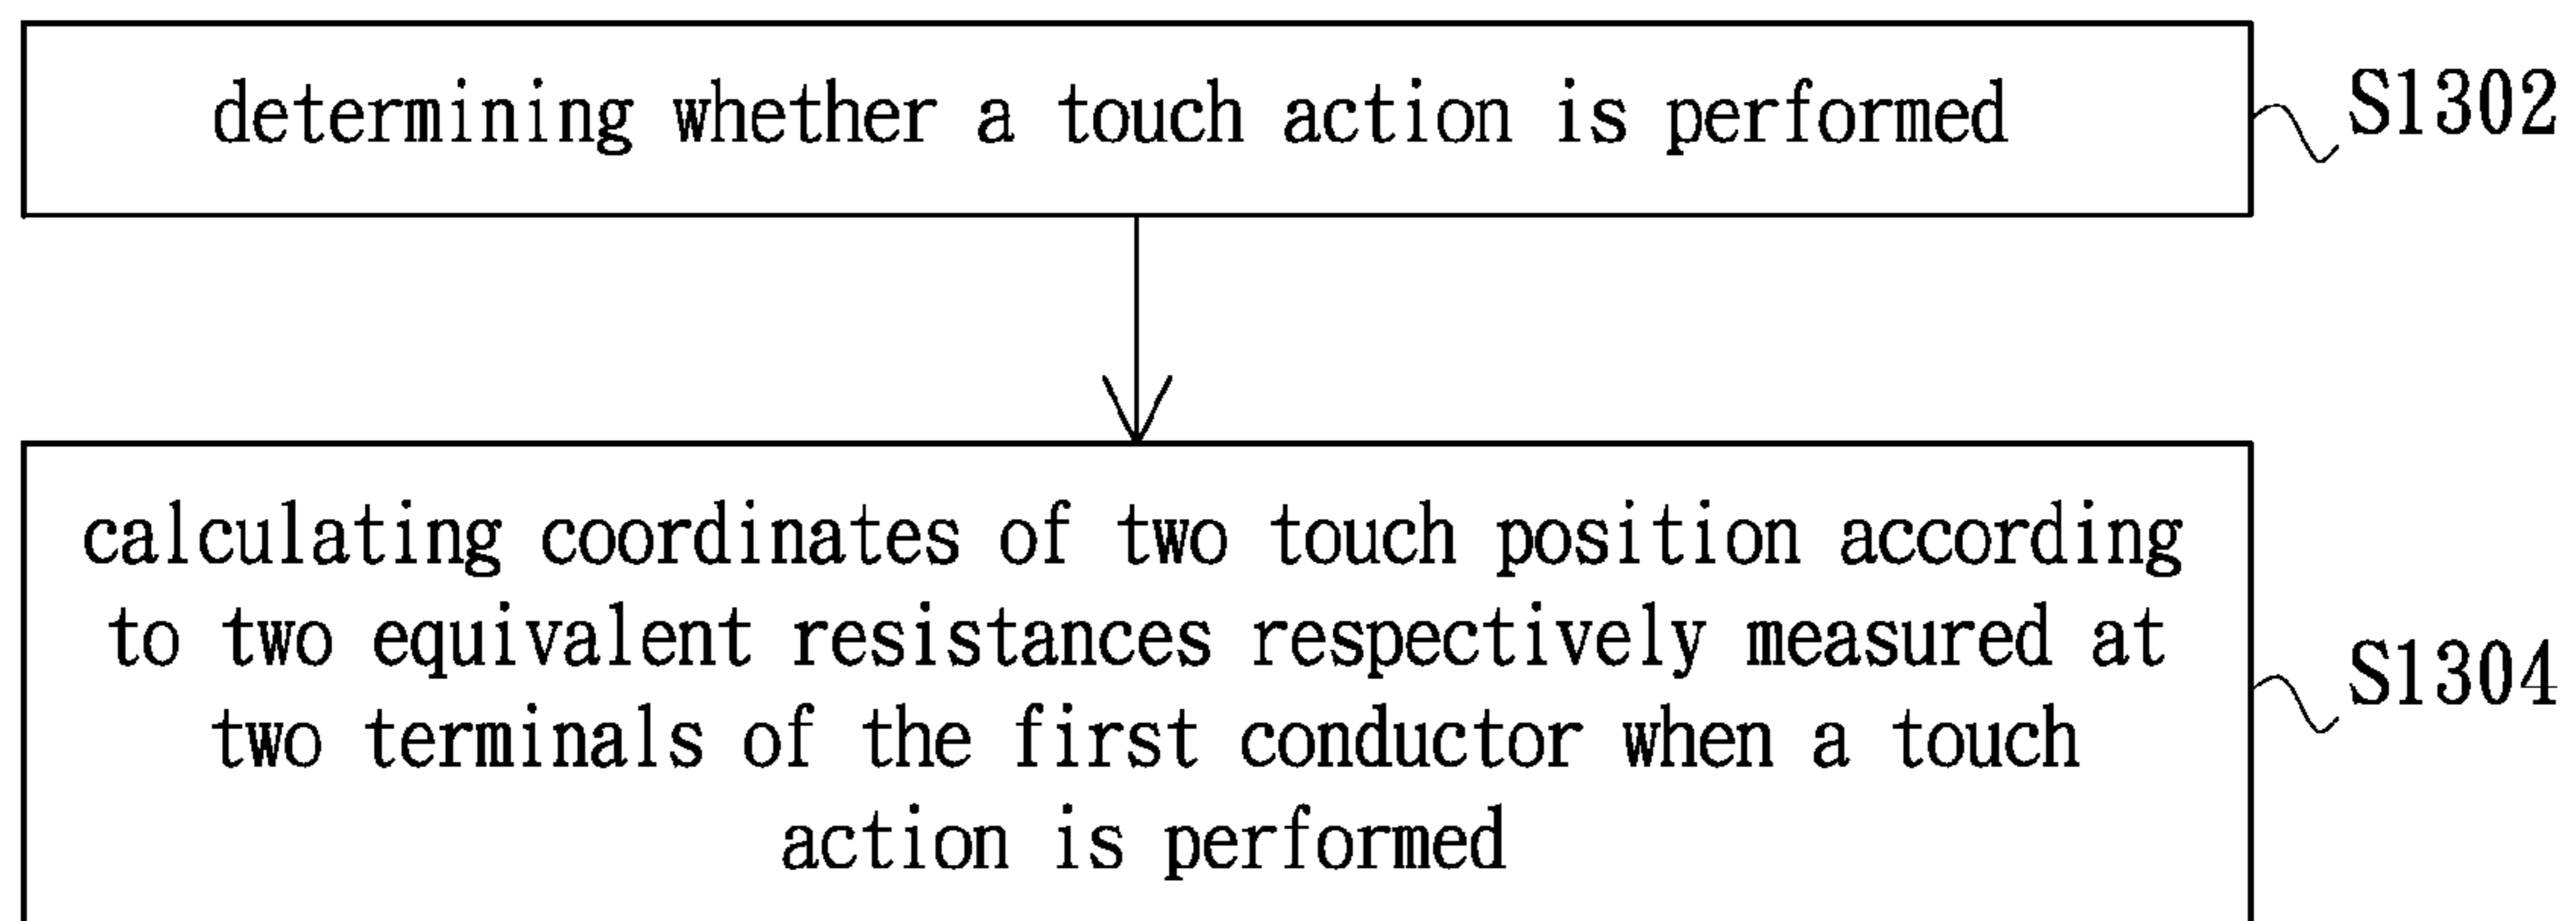 determining whether a touch action is performed
S1302
calculating coordinates of two touch position according
to two equivalent resistances respectively measured at
two terminals of the first conductor when a touch
action is performed
S1304